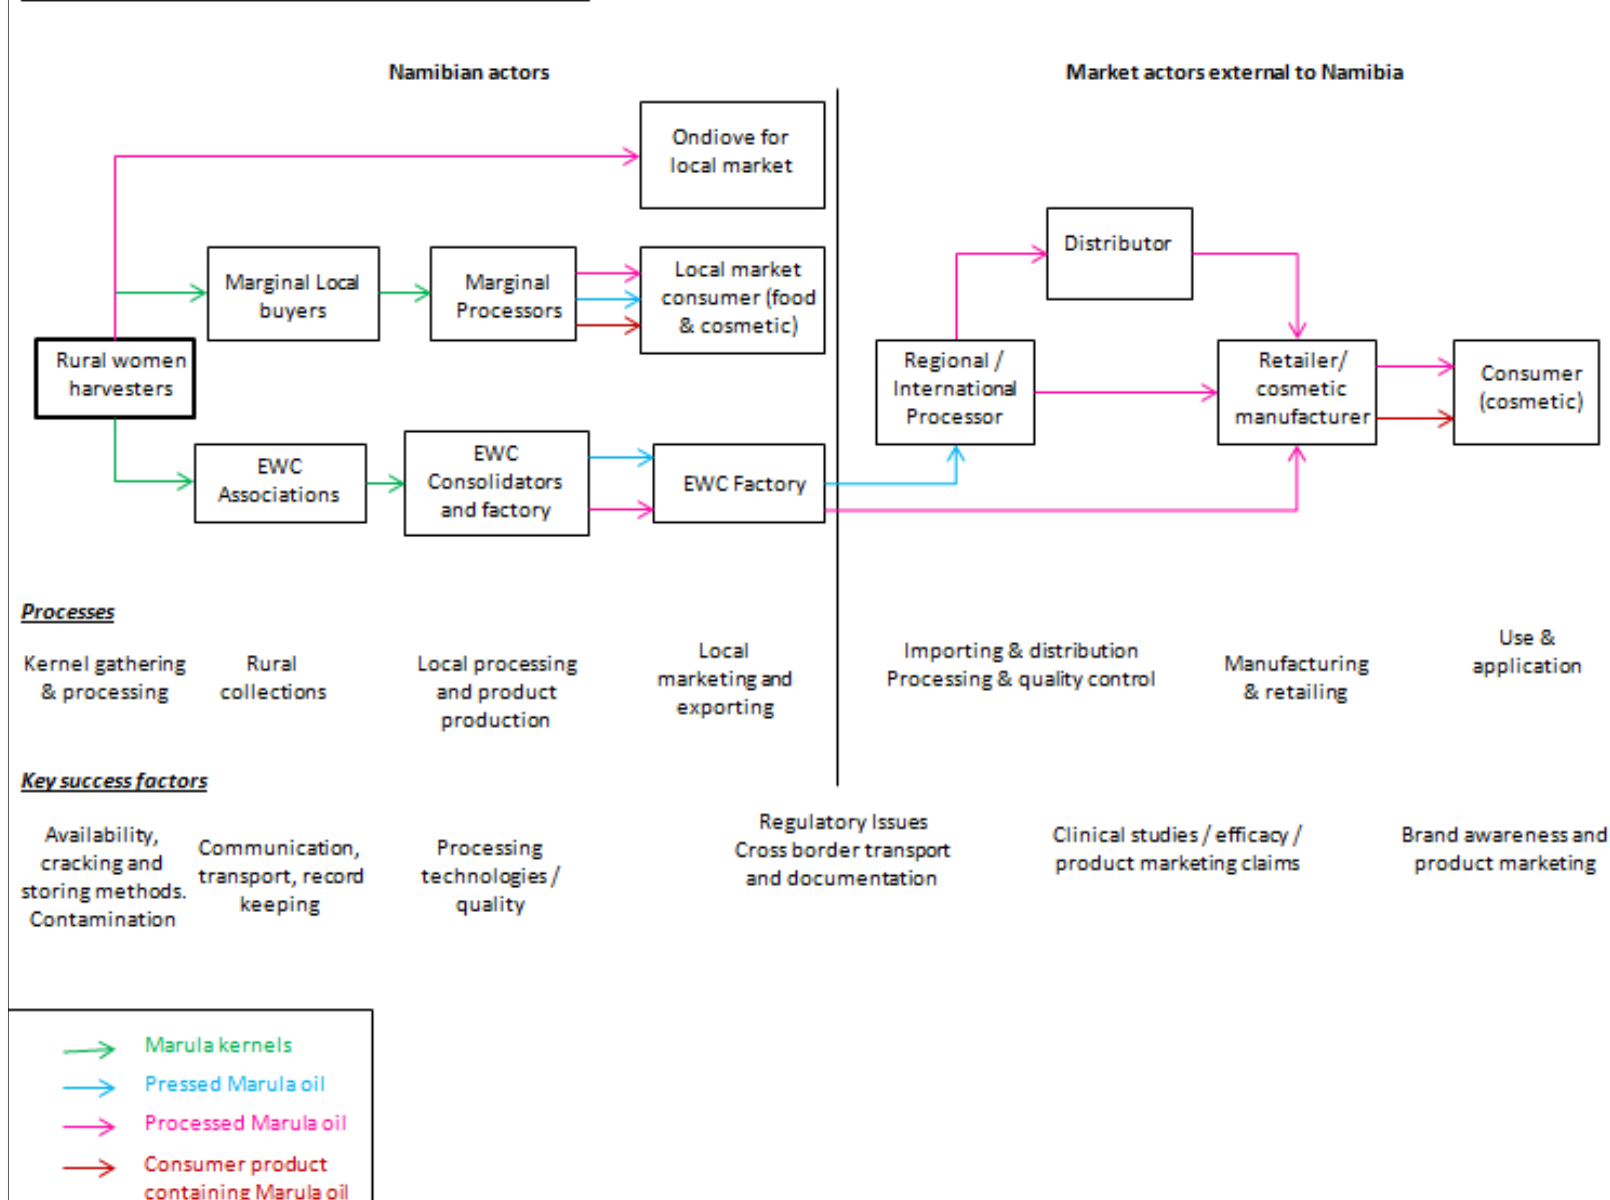 Namibian actors
Market actors external to Namibia
Ondiove for
local market
Distributor
Marginal Local
buyers
Marginal
Processors
Local market
consumer (food
& cosmetic)
Rural women
harvesters
Regional /
International
Processor
Retailer/
cosmetic
manufacturer
Consumer
(cosmetic)
EWC
Associations
EWC
Consolidators
and factory
EWC Factory
Processes
Kernel gathering
& processing
Rural
collections
Local processing
and product
production
Local
marketing and
exporting
Importing & distribution
Processing & quality control
Manufacturing
& retailing
Use &
application
Key success factors
Availability,
cracking and
storing methods.
Contamination
Communication,
transport, record
keeping
Processing
technologies /
quality
Regulatory Issues
Cross border transport
and documentation
Clinical studies / efficacy /
product marketing claims
Brand awareness and
product marketing
Marula kernels
Pressed Marula oil
Processed Marula oil
Consumer product
containing Marula oil